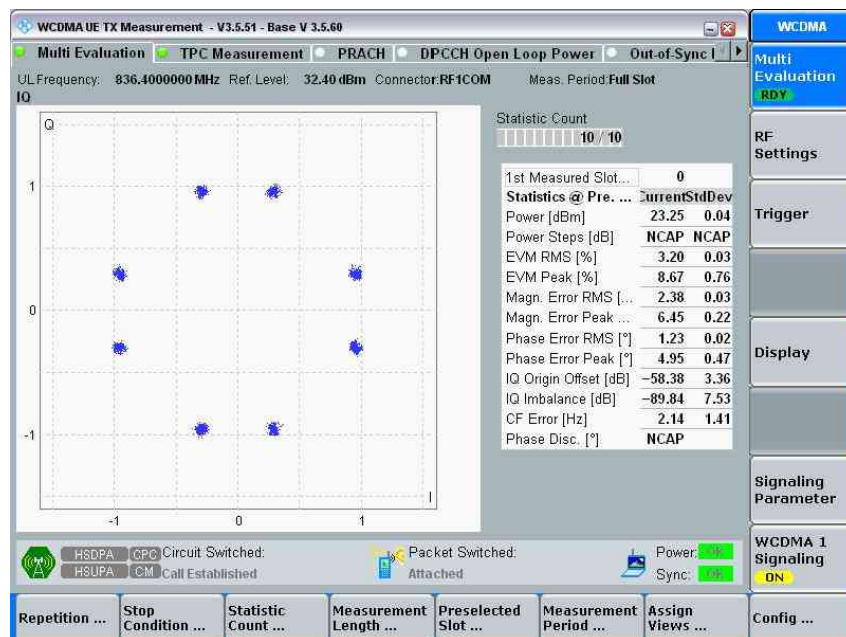 WCDMA UE TX Measurement - V3.5.51 - Base V 3.5.60
WCDMA
Multi Evaluation TPC Measurement PRACH DPCCH Open Loop Power Out-of-Sync
UL Frequency: 836.4000000 MHz Ref. Level: 32.40 dBm Connector:RF1COM Meas. Period:Full Slot
IQ
Q
1
0
-1
-1 0 1
I
Statistic Count
10 / 10
1st Measured Slot... 0
Statistics @ Pre. ... Current StdDev
Power [dBm] 23.25 0.04
Power Steps [dB] NCAP NCAP
EVM RMS [%] 3.20 0.03
EVM Peak [%] 8.67 0.76
Magn. Error RMS [... 2.38 0.03
Magn. Error Peak ... 6.45 0.22
Phase Error RMS [°] 1.23 0.02
Phase Error Peak [°] 4.95 0.47
IQ Origin Offset [dB] -58.38 3.36
IQ Imbalance [dB] -89.84 7.53
CF Error [Hz] 2.14 1.41
Phase Disc. [°] NCAP
Multi
Evaluation
RDY
RF
Settings
Trigger
Display
Signaling
Parameter
WCDMA 1
Signaling
ON
HSDPA CPC Circuit Switched:
HSUPA CM Call Established
Packet Switched:
Attached
Power: OK
Sync: OK
Repetition ...
Stop
Condition ...
Statistic
Count ...
Measurement
Length ...
Preselected
Slot ...
Measurement
Period ...
Assign
Views ...
Config ...